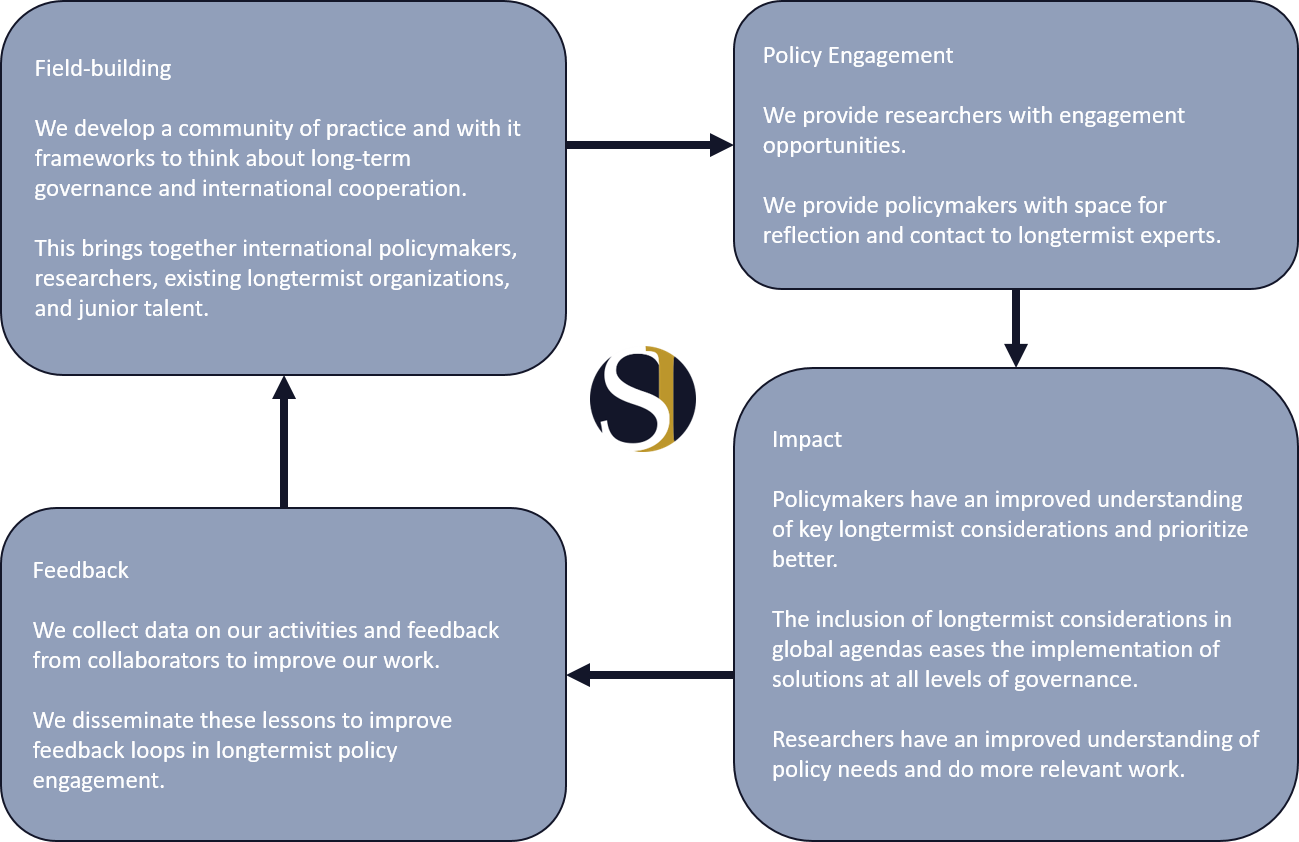 Field-building
We develop a community of practice and with it
frameworks to think about long-term
governance and international cooperation.
This brings together international policymakers,
researchers, existing longtermist organizations,
and junior talent.
Policy Engagement
We provide researchers with engagement
opportunities.
We provide policymakers with space for
reflection and contact to longtermist experts.
SI
Impact
Policymakers have an improved understanding
of key longtermist considerations and prioritize
better.
The inclusion of longtermist considerations in
global agendas eases the implementation of
solutions at all levels of governance.
Researchers have an improved understanding of
policy needs and do more relevant work.
Feedback
We collect data on our activities and feedback
from collaborators to improve our work.
We disseminate these lessons to improve
feedback loops in longtermist policy
engagement.